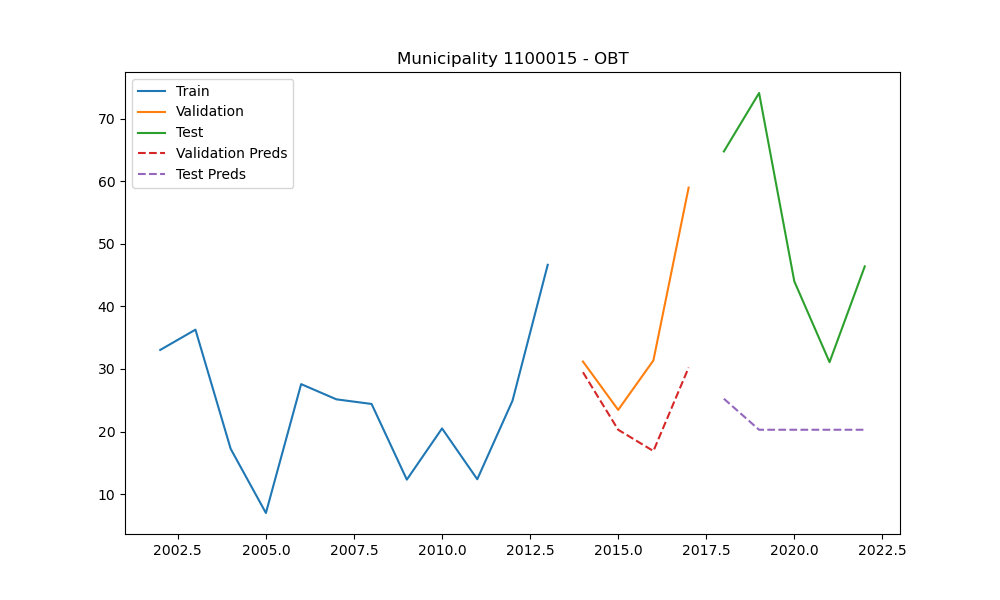 Municipality 1100015 - OBT
Train
Validation
Test
Validation Preds
Test Preds
70
60
50
40
30
20
10
2002.5 2005.0 2007.5 2010.0 2012.5 2015.0 2017.5 2020.0 2022.5